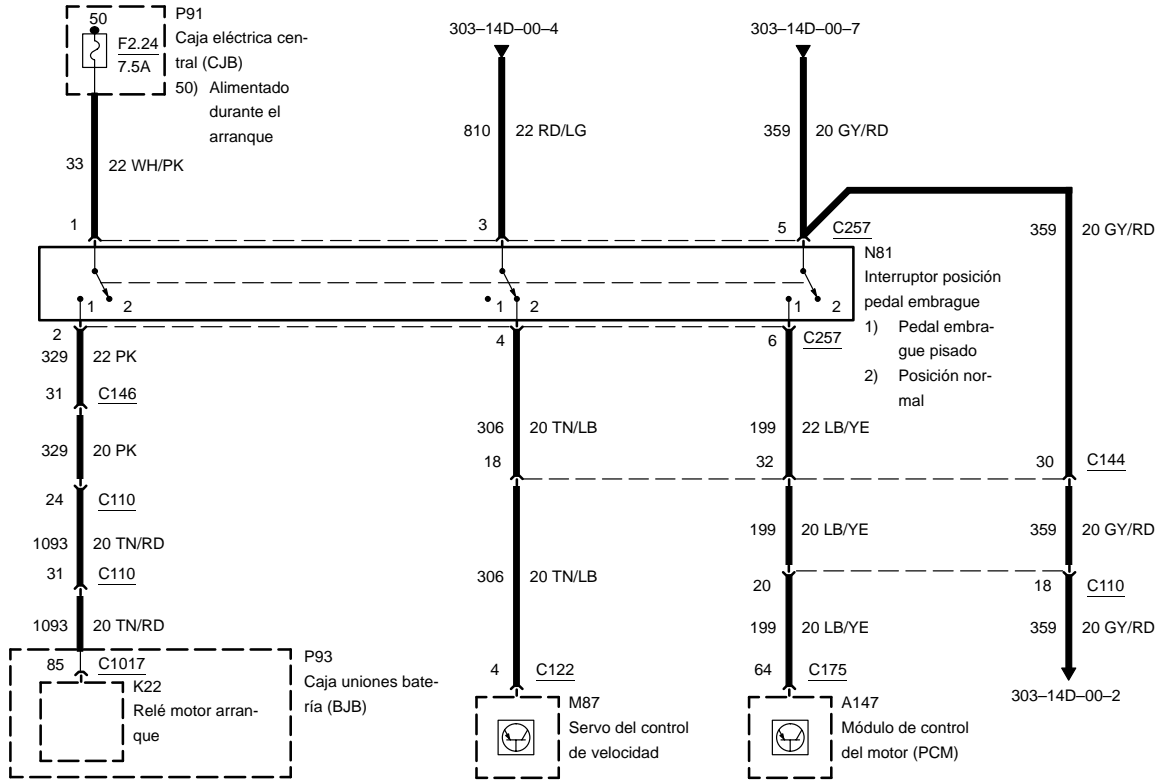 50
F2.24
7.5A
P91
Caja eléctrica cen-
tral (CJB)
50) Alimentado
durante el
arranque
303–14D–00–4
303–14D–00–7
33
22 WH/PK
810
22 RD/LG
359
20 GY/RD
1
3
5
C257
359
20 GY/RD
N81
Interruptor posición
pedal embrague
1) Pedal embra-
gue pisado
2) Posición nor-
mal
1
2
1
2
1
2
2
4
6
C257
329
22 PK
31
C146
329
20 PK
24
C110
1093
20 TN/RD
31
C110
1093
20 TN/RD
85
C1017
K22
Relé motor arran-
que
P93
Caja uniones bate-
ría (BJB)
306
20 TN/LB
18
306
20 TN/LB
4
C122
M87
Servo del control
de velocidad
199
22 LB/YE
32
199
20 LB/YE
20
199
20 LB/YE
64
C175
A147
Módulo de control
del motor (PCM)
30
C144
359
20 GY/RD
18
C110
359
20 GY/RD
303–14D–00–2